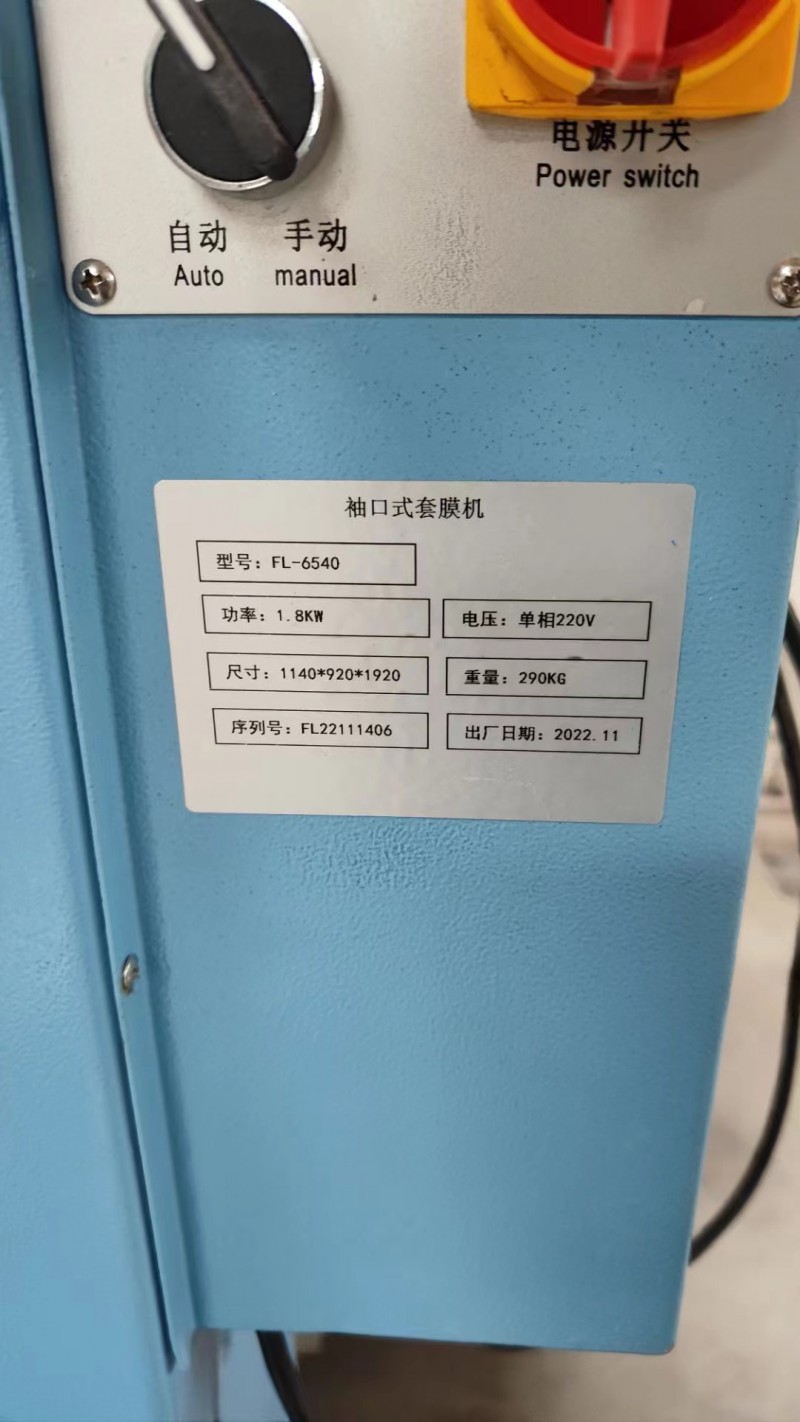 电源开关
Power switch
自动 手动
Auto manual
袖口式套膜机
型号: FL-6540
功率: 1.8KW 电压: 单相220V
尺寸: 1140*920*1920 重量: 290KG
序列号: FL22111406 出厂日期: 2022.11